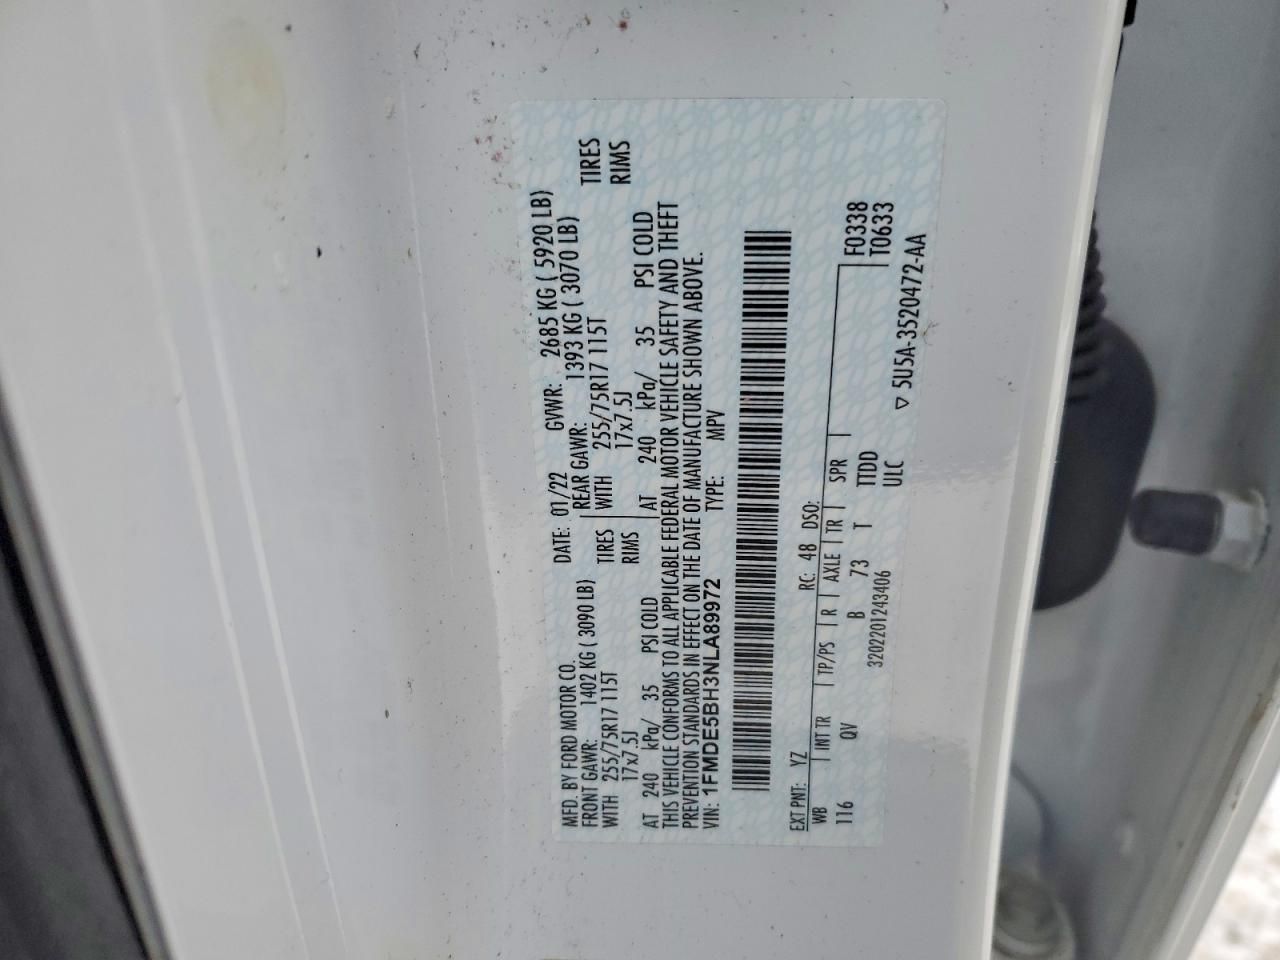 MFD. BY FORD MOTOR CO.
DATE: 01/22 GVWR: 2685 KG ( 5920 LB)
FRONT GAWR: 1402 KG ( 3090 LB) REAR GAWR: 1393 KG ( 3070 LB)
WITH 255/75R17 115T TIRES WITH 255/75R17 115T TIRES
17x7.5J RIMS 17x7.5J RIMS
AT 240 kPa/ 35 PSI COLD AT 240 kPa/ 35 PSI COLD
THIS VEHICLE CONFORMS TO ALL APPLICABLE FEDERAL MOTOR VEHICLE SAFETY AND THEFT
PREVENTION STANDARDS IN EFFECT ON THE DATE OF MANUFACTURE SHOWN ABOVE.
VIN: 1FMDE5BH3NLA89972 TYPE: MPV
EXT PNT: YZ RC: 48 DSO:
WB INT TR TP/PS R AXLE TR SPR F0338
116 QV B 73 T TTDD T0633
3202201243406 ULC
▽ 5U5A-3520472-AA